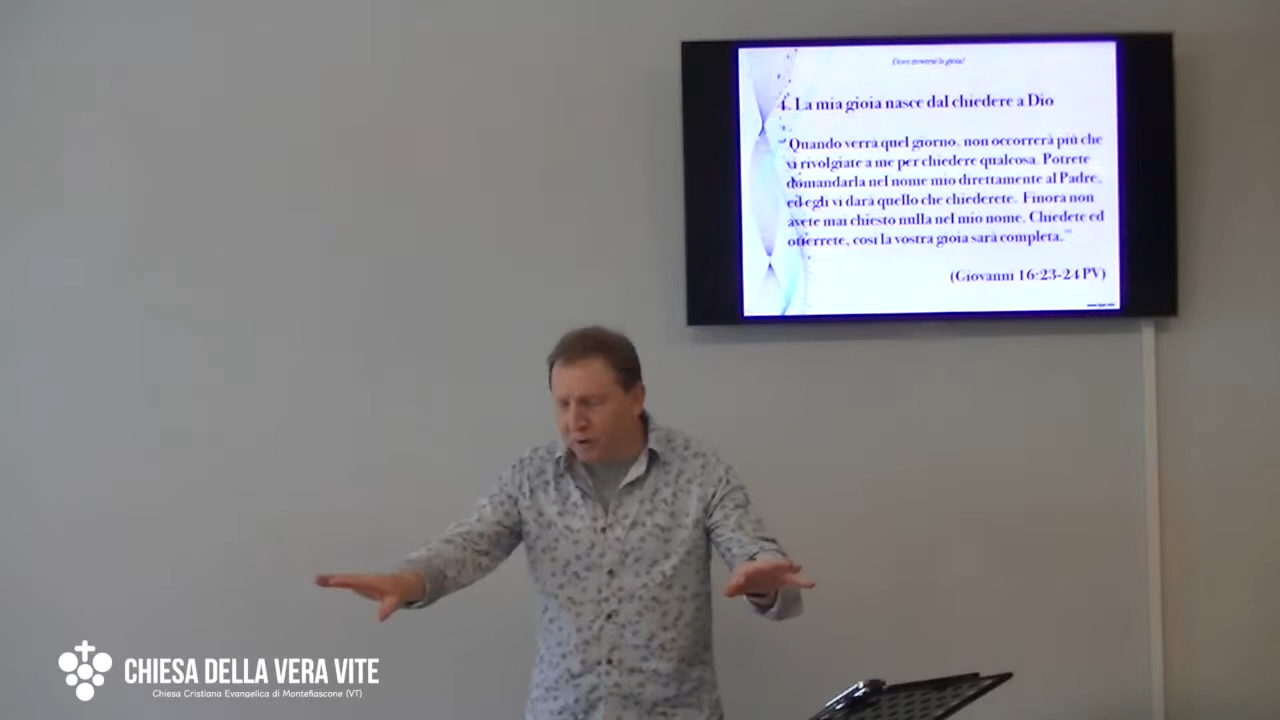 Dove troverai la gioia?
4. La mia gioia nasce dal chiedere a Dio
"Quando verrà quel giorno, non occorrerà più che
vi rivolgiate a me per chiedere qualcosa. Potrete
domandarla nel nome mio direttamente al Padre,
ed egli vi darà quello che chiederete. Finora non
avete mai chiesto nulla nel mio nome. Chiedete ed
otterrete, così la vostra gioia sarà completa.""
(Giovanni 16:23-24 PV)
CHIESA DELLA VERA VITE
Chiesa Cristiana Evangelica di Montefiascone (VT)